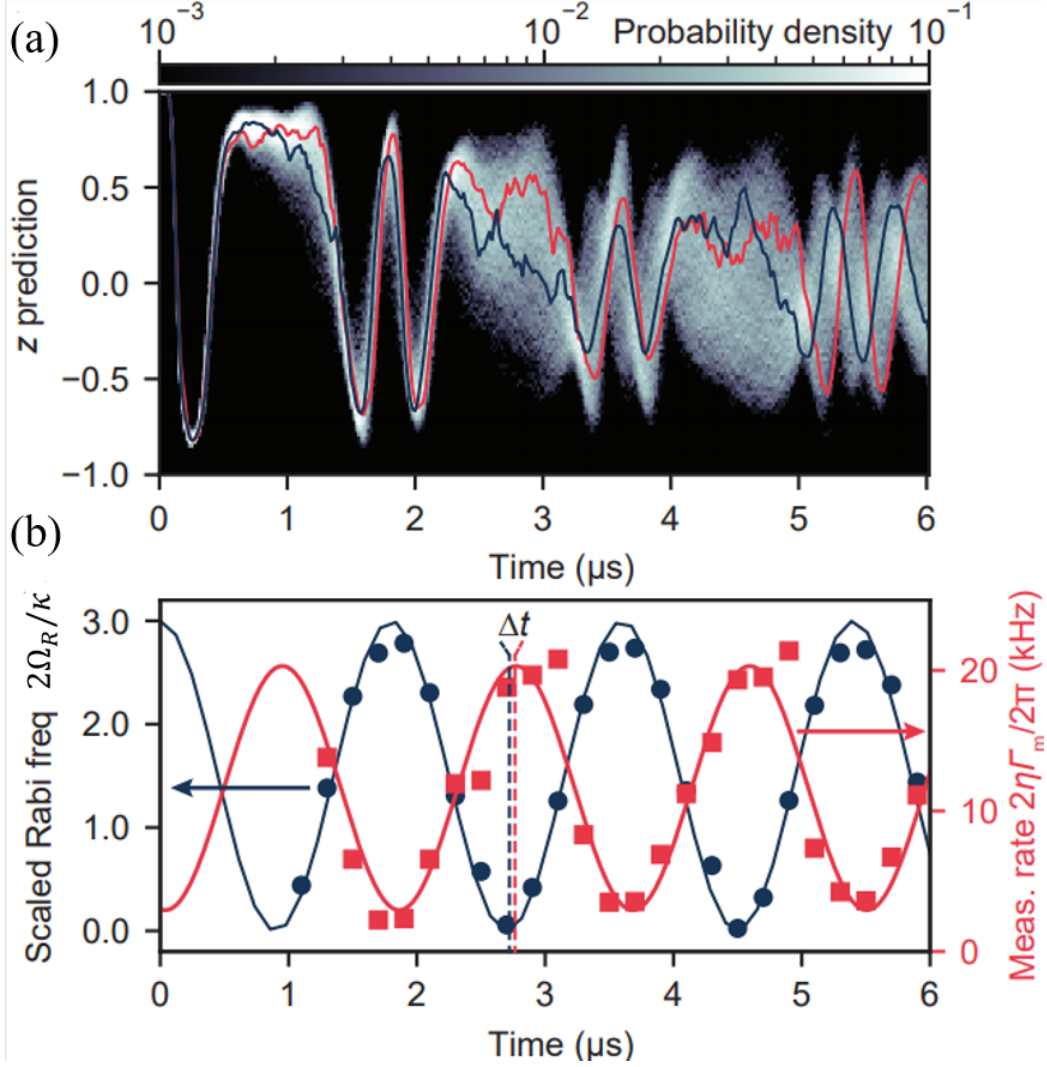 (a)
10⁻³ 10⁻² Probability density 10⁻¹
1.0
0.5
0.0
−0.5
−1.0
z prediction
0 1 2 3 4 5 6
Time (μs)
(b)
Δt
3.0
2.0
1.0
0.0
Scaled Rabi freq 2Ω_R/κ
20
10
0
Meas. rate 2ηΓₘ/2π (kHz)
0 1 2 3 4 5 6
Time (μs)